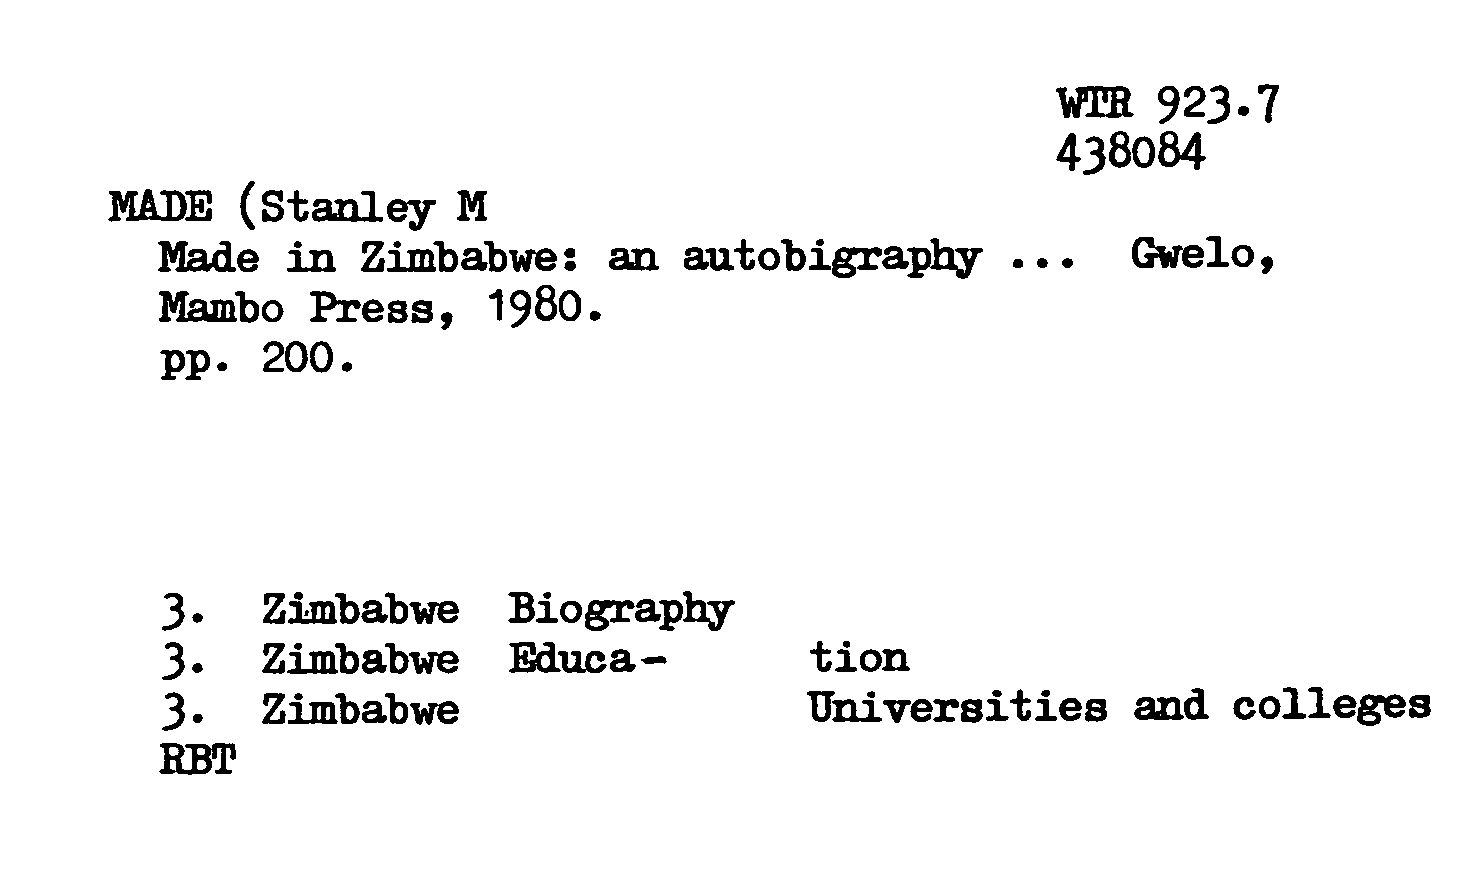 WTR 923.7
438084
MADE (Stanley M
Made in Zimbabwe: an autobigraphy ... Gwelo,
Mambo Press, 1980.
pp. 200.
3. Zimbabwe Biography
3. Zimbabwe Educa- tion
3. Zimbabwe Universities and colleges
RBT